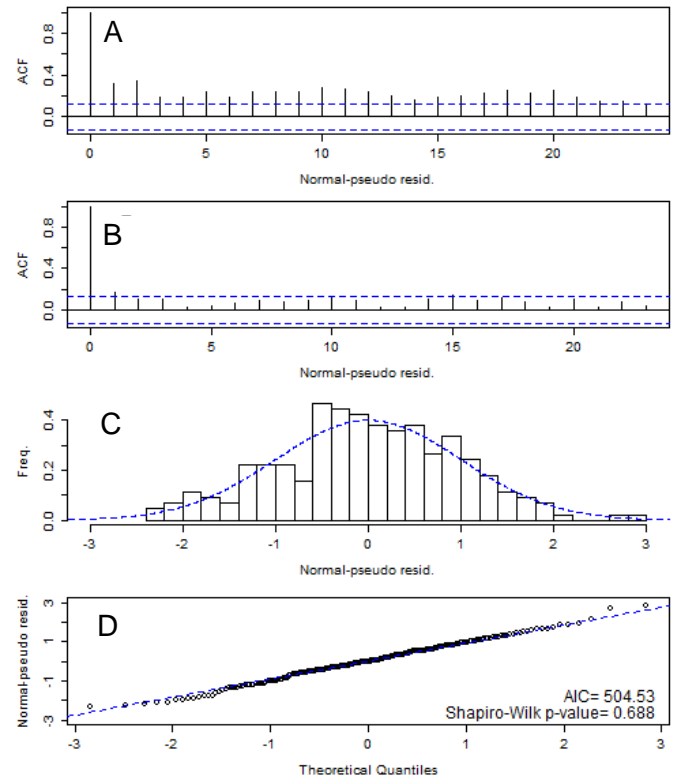 A
ACF
0.0 0.4 0.8
0 5 10 15 20
Normal-pseudo resid.
B
ACF
0.0 0.4 0.8
0 5 10 15 20
Normal-pseudo resid.
C
Freq.
0.0 0.2 0.4
-3 -2 -1 0 1 2 3
Normal-pseudo resid.
D
Normal-pseudo resid.
-3 -1 1 3
AIC= 504.53
Shapiro-Wilk p-value= 0.688
-3 -2 -1 0 1 2 3
Theoretical Quantiles